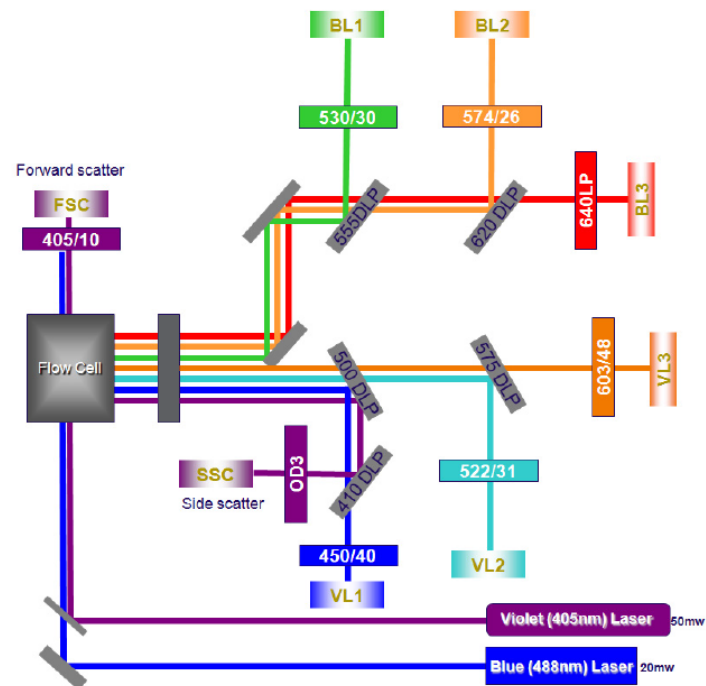 BL1
BL2
530/30
574/26
Forward scatter
FSC
405/10
555DLP
620 DLP
640LP
BL3
Flow Cell
500 DLP
575 DLP
603/48
VL3
SSC
OD3
410 DLP
522/31
Side scatter
450/40
VL1
VL2
Violet (405nm) Laser
50mw
Blue (488nm) Laser
20mw